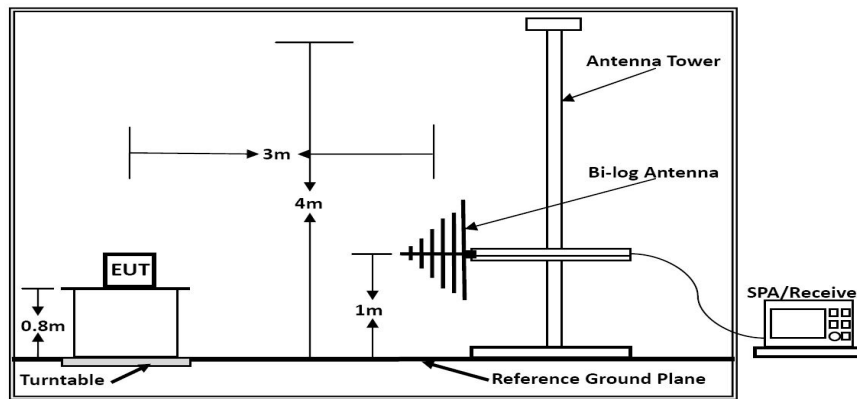 Antenna Tower
3m
Bi-log Antenna
4m
EUT
1m
0.8m
SPA/Receive
Turntable
Reference Ground Plane